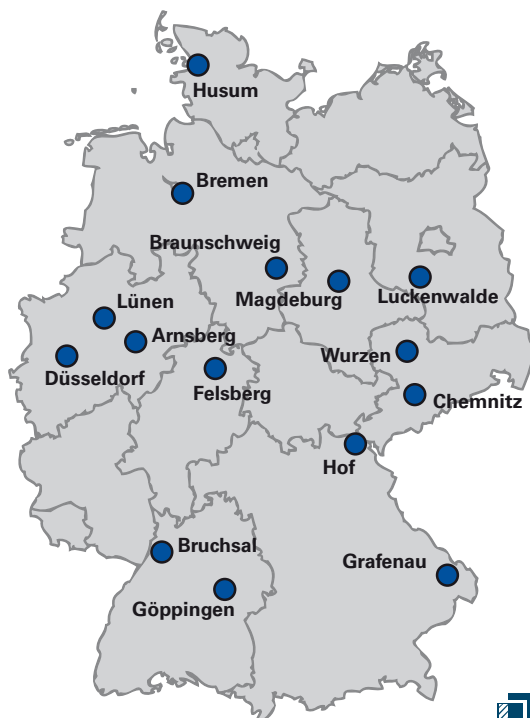 Husum
Bremen
Braunschweig
Magdeburg
Luckenwalde
Lünen
Arnsberg
Düsseldorf
Felsberg
Wurzen
Chemnitz
Hof
Bruchsal
Grafenau
Göppingen